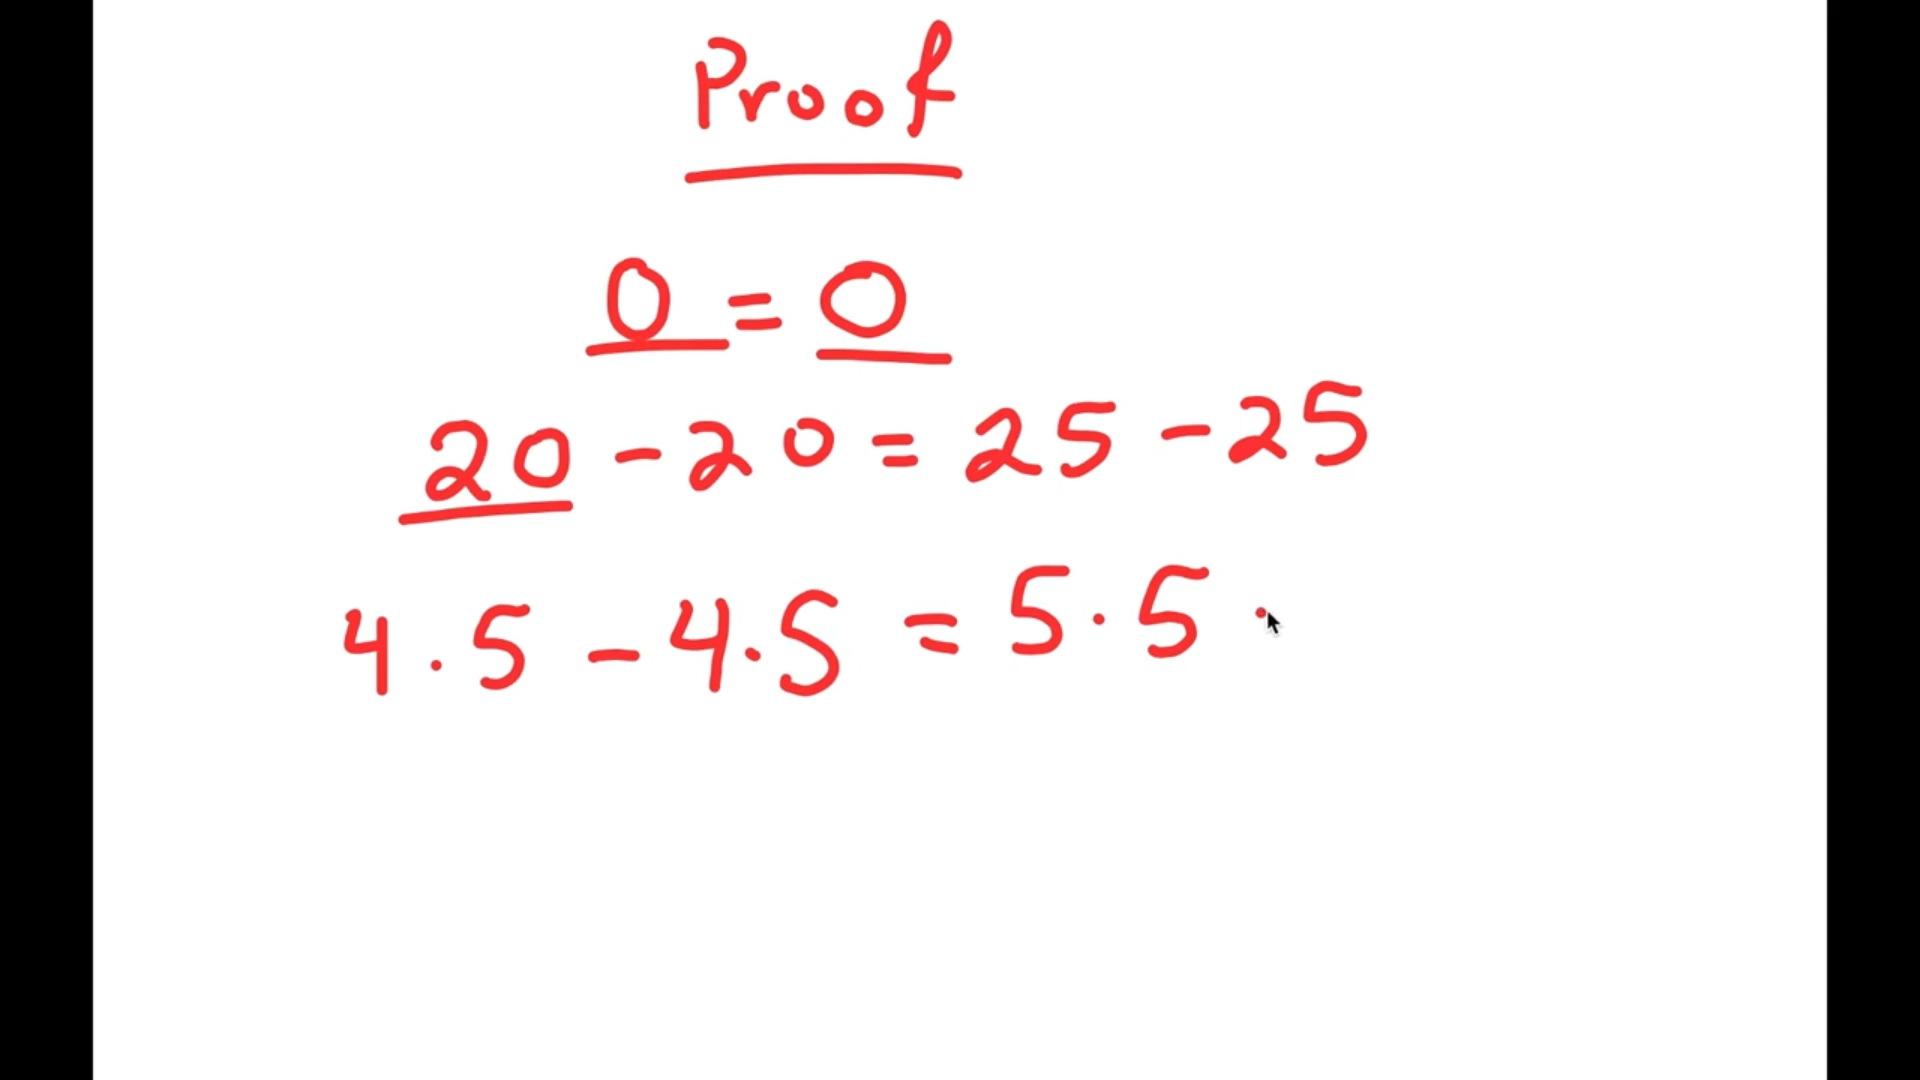 Proof
0 = 0
20 - 20 = 25 - 25
4 . 5 - 4 . 5 = 5 . 5